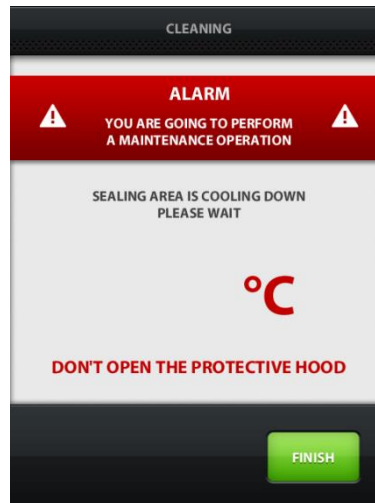 CLEANING
ALARM
YOU ARE GOING TO PERFORM
A MAINTENANCE OPERATION
SEALING AREA IS COOLING DOWN
PLEASE WAIT
°C
DON'T OPEN THE PROTECTIVE HOOD
FINISH